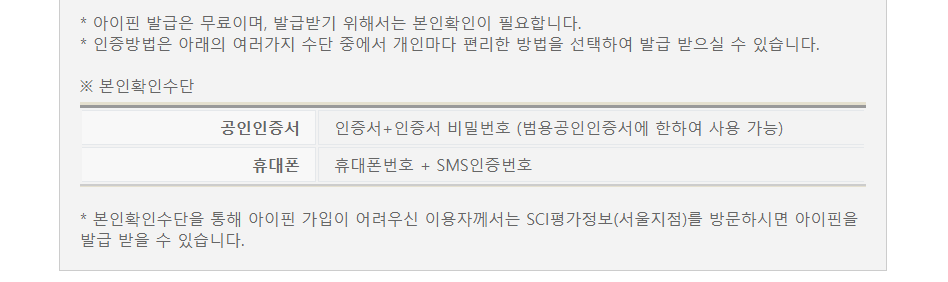 * 아이핀 발급은 무료이며, 발급받기 위해서는 본인확인이 필요합니다.
* 인증방법은 아래의 여러가지 수단 중에서 개인마다 편리한 방법을 선택하여 발급 받으실 수 있습니다.
※ 본인확인수단
공인인증서 인증서+인증서 비밀번호 (범용공인인증서에 한하여 사용 가능)
휴대폰 휴대폰번호 + SMS인증번호
* 본인확인수단을 통해 아이핀 가입이 어려우신 이용자께서는 SCI평가정보(서울지점)를 방문하시면 아이핀을
발급 받을 수 있습니다.